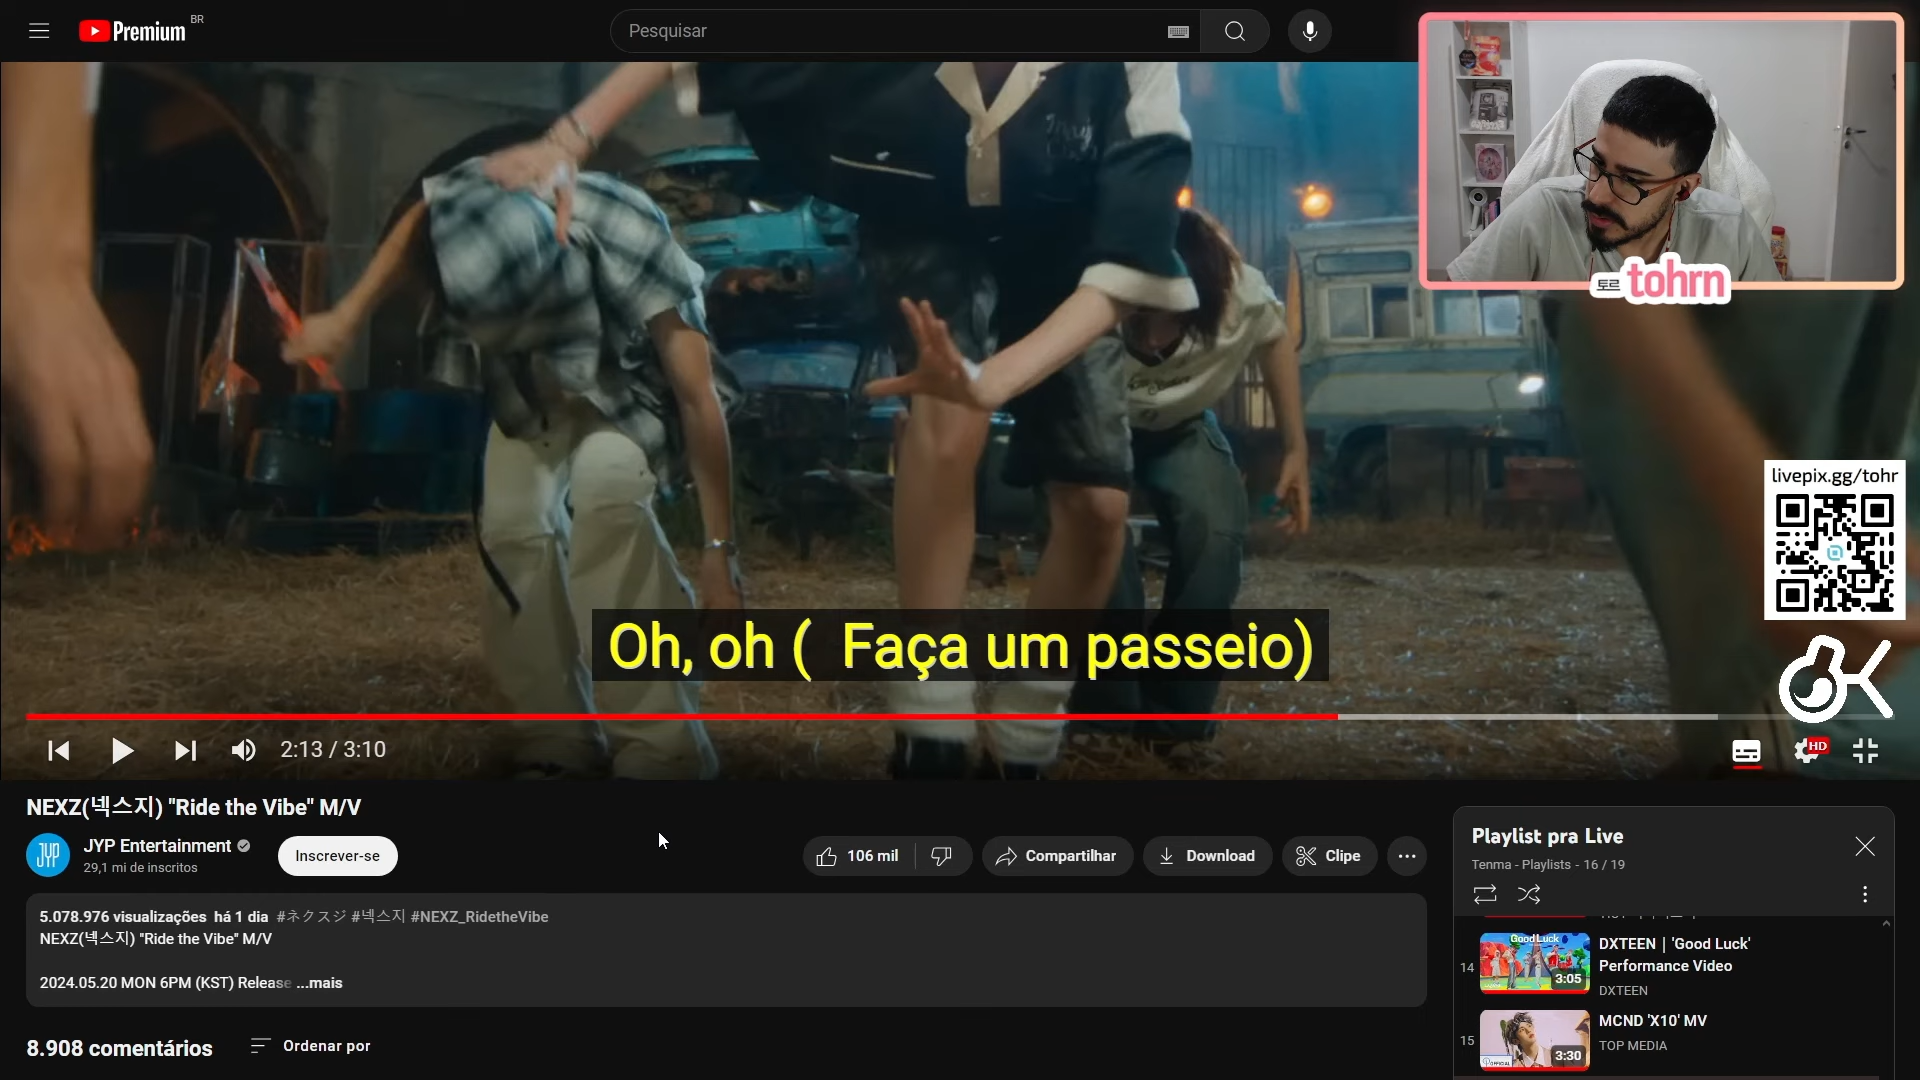 Premium
BR
Pesquisar
토르 tohrn
livepix.gg/tohr
Oh, oh (  Faça um passeio)
2:13 / 3:10
HD
NEXZ(넥스지) "Ride the Vibe" M/V
JYP
JYP Entertainment
29,1 mi de inscritos
Inscrever-se
106 mil
Compartilhar
Download
Clipe
5.078.976 visualizações há 1 dia #ネクスジ #넥스지 #NEXZ_RidetheVibe
NEXZ(넥스지) "Ride the Vibe" M/V
2024.05.20 MON 6PM (KST) Release ...mais
8.908 comentários
Ordenar por
Playlist pra Live
Tenma - Playlists - 16 / 19
14
Good Luck
3:05
DXTEEN | 'Good Luck'
Performance Video
DXTEEN
15
3:30
MCND 'X10' MV
TOP MEDIA